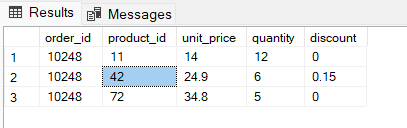 Results Messages
order_id product_id unit_price quantity discount
1 10248 11 14 12 0
2 10248 42 24.9 6 0.15
3 10248 72 34.8 5 0